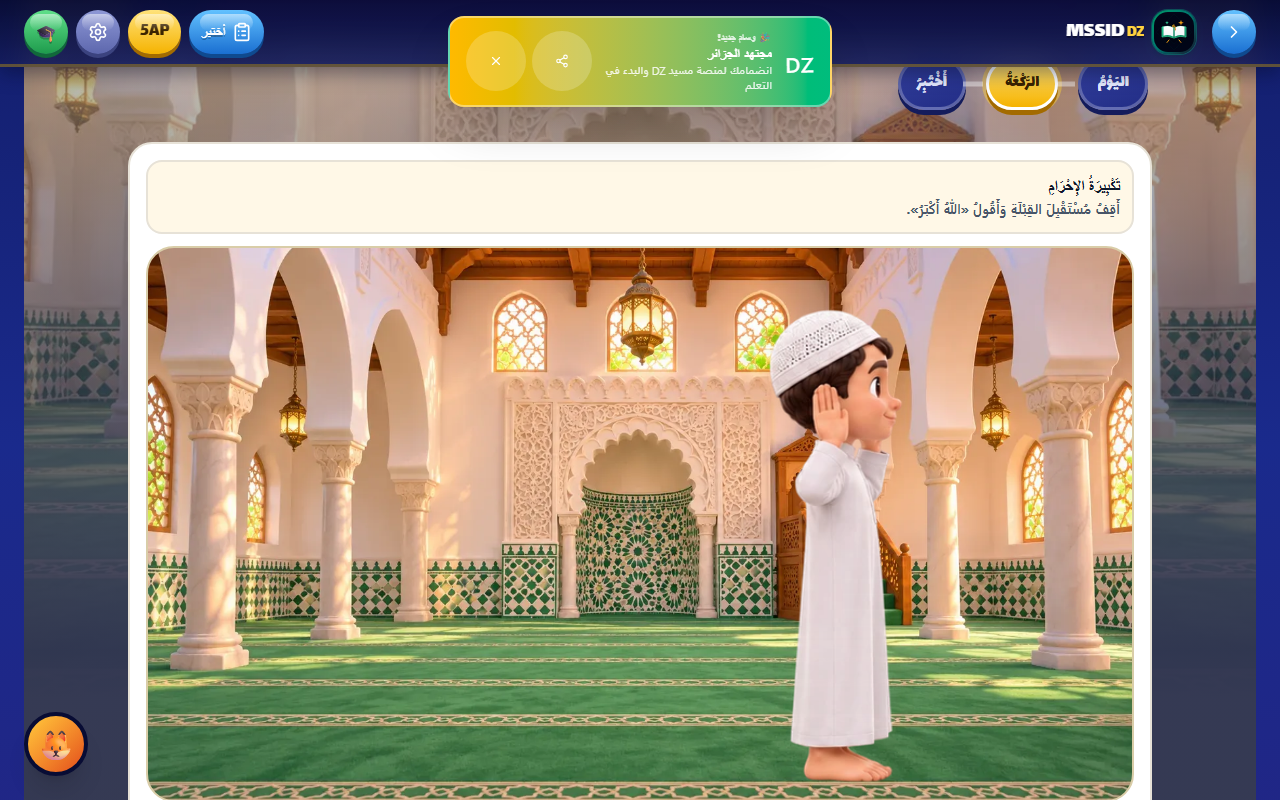 MSSID DZ
أختبر
5AP
وسام جديد!
مجتهد الجزائر
DZ
انضمامك لمنصة مسيد DZ والبدء في
التعلم
اليَوْمُ
الرَّكْعَةُ
أَخْتَبِرُ
تَكْبِيرَةُ الإِحْرَامِ
أَقِفُ مُسْتَقْبِلَ القِبْلَةِ وَأَقُولُ «اللهُ أَكْبَرُ».